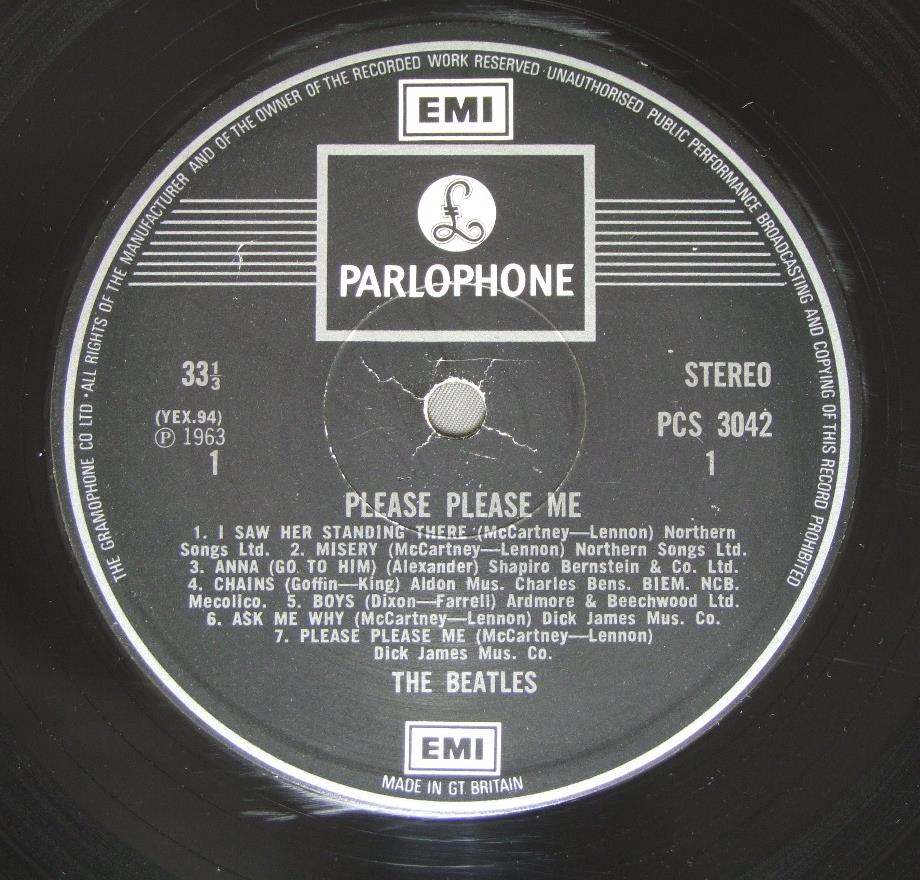 THE GRAMOPHONE CO LTD · ALL RIGHTS OF THE MANUFACTURER AND OF THE OWNER OF THE RECORDED WORK RESERVED · UNAUTHORISED PUBLIC PERFORMANCE BROADCASTING AND COPYING OF THIS RECORD PROHIBITED
EMI
£
PARLOPHONE
33⅓
STEREO
(YEX.94)
PCS 3042
℗ 1963
1
1
PLEASE PLEASE ME
1. I SAW HER STANDING THERE (McCartney—Lennon) Northern
Songs Ltd. 2. MISERY (McCartney—Lennon) Northern Songs Ltd.
3. ANNA (GO TO HIM) (Alexander) Shapiro Bernstein & Co. Ltd.
4. CHAINS (Goffin—King) Aldon Mus. Charles Bens. BIEM. NCB.
Mecolico. 5. BOYS (Dixon—Farrell) Ardmore & Beechwood Ltd.
6. ASK ME WHY (McCartney—Lennon) Dick James Mus. Co.
7. PLEASE PLEASE ME (McCartney—Lennon)
Dick James Mus. Co.
THE BEATLES
EMI
MADE IN GT BRITAIN